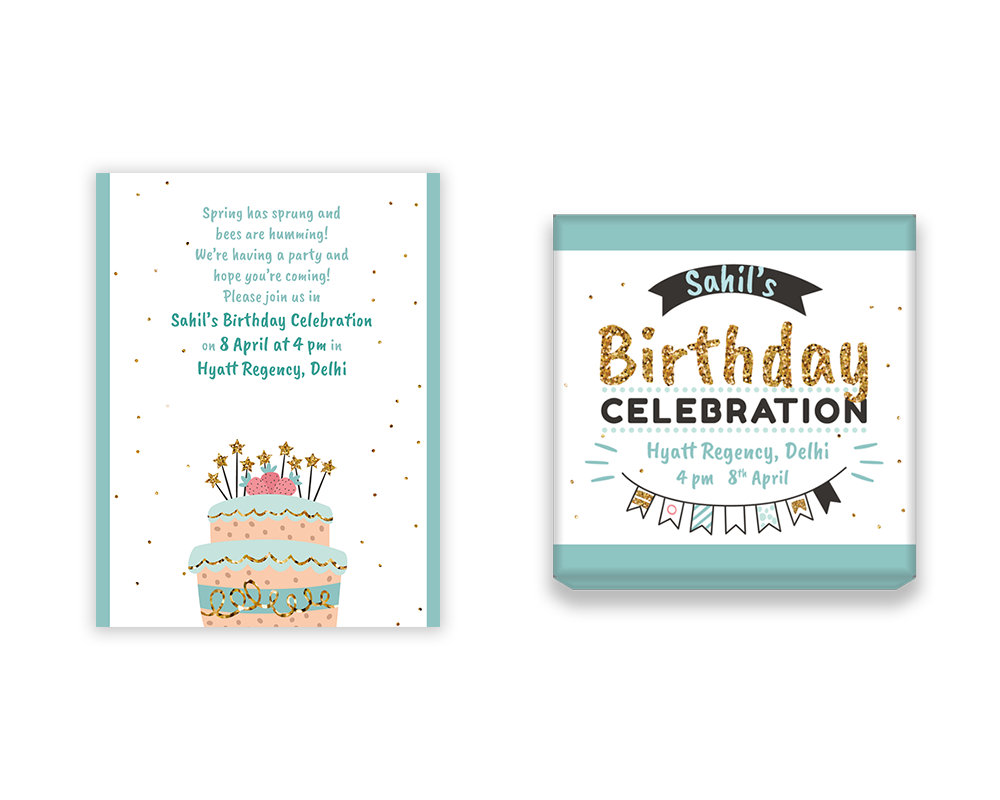 Spring has sprung and
bees are humming!
We're having a party and
hope you're coming!
Please join us in
Sahil's Birthday Celebration
on 8 April at 4 pm in
Hyatt Regency, Delhi
Sahil's
Birthday
CELEBRATION
Hyatt Regency, Delhi
4 pm 8th April